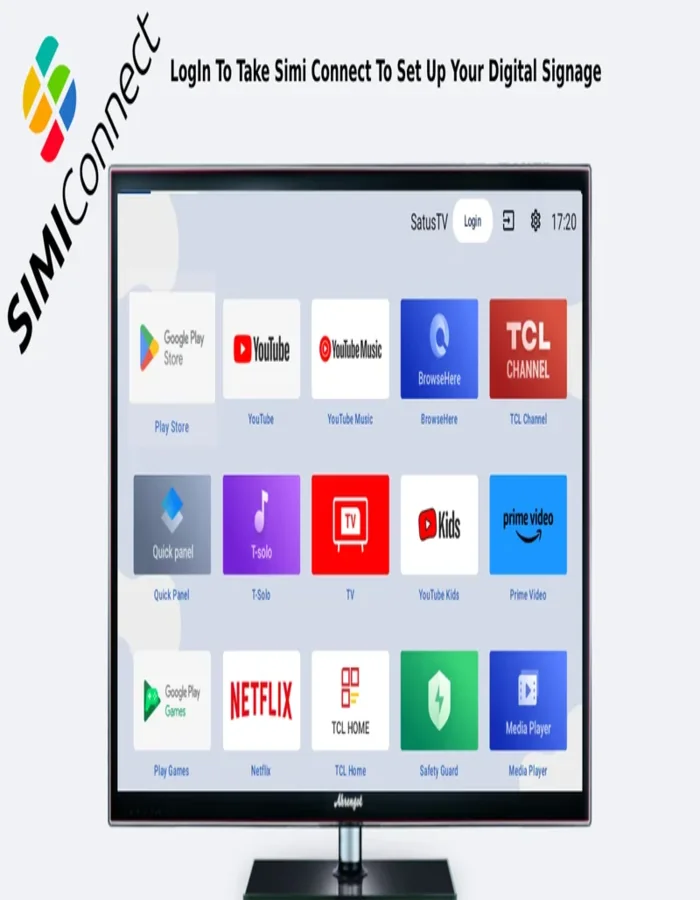 SIMIConnect
LogIn To Take Simi Connect To Set Up Your Digital Signage
SatusTV
Login
17:20
Google Play
Store
YouTube
YouTube Music
BrowseHere
TCL
CHANNEL
Play Store
YouTube
YouTube Music
BrowseHere
TCL Channel
Quick panel
T-solo
TV
Kids
prime video
Quick Panel
T-Solo
TV
YouTube Kids
Prime Video
Google Play
Games
NETFLIX
TCL HOME
Media Player
Play Games
Netflix
TCL Home
Safety Guard
Media Player